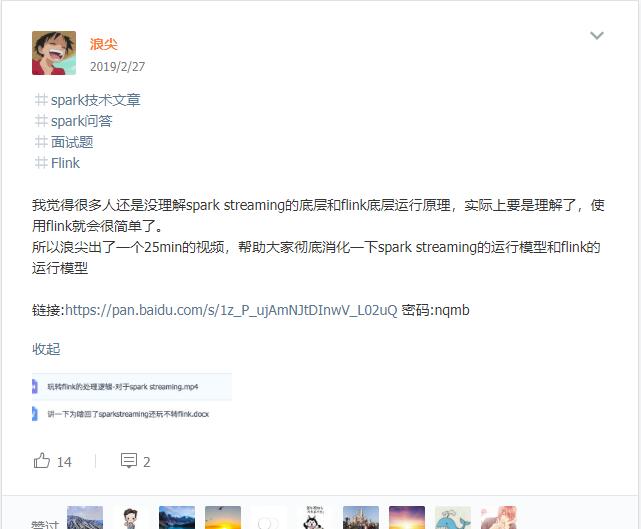 浪尖
2019/2/27
#spark技术文章
#spark问答
#面试题
#Flink
我觉得很多人还是没理解spark streaming的底层和flink底层运行原理，实际上要是理解了，使
用flink就会很简单了。
所以浪尖出了一个25min的视频，帮助大家彻底消化一下spark streaming的运行模型和flink的
运行模型
链接:https://pan.baidu.com/s/1z_P_ujAmNJtDInwV_L02uQ 密码:nqmb
收起
玩转flink的处理逻辑-对于spark streaming.mp4
讲一下为啥回了sparkstreaming还玩不转flink.docx
14 2
赞过